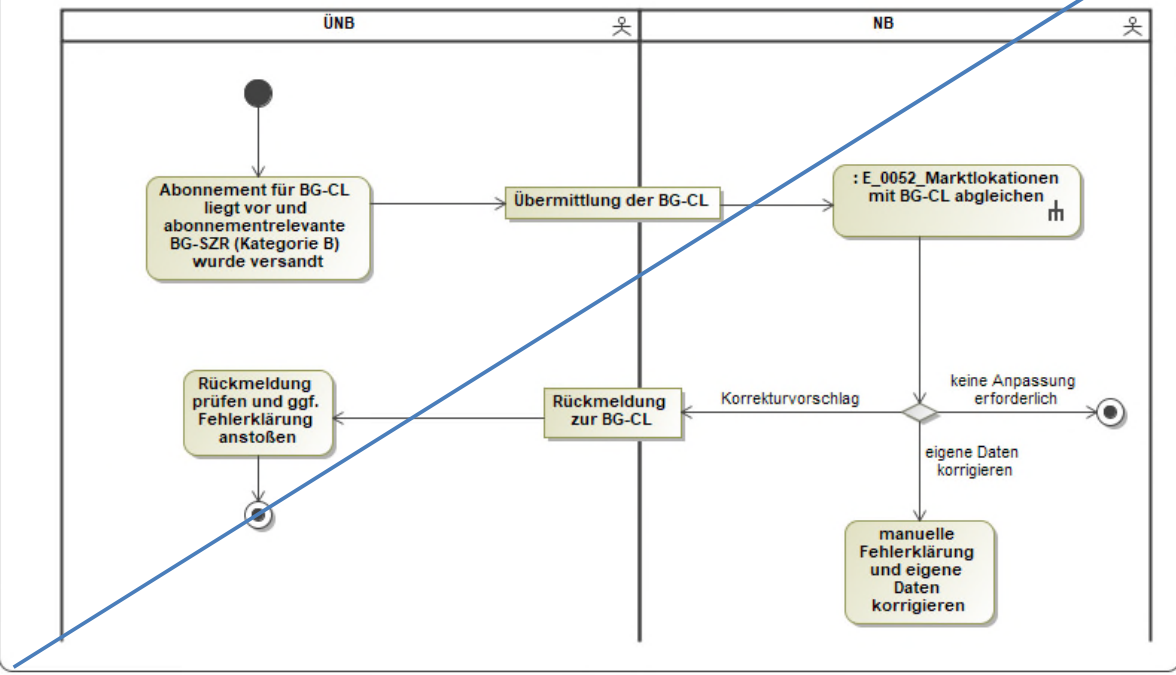 ÜNB
NB
Abonnement für BG-CL
liegt vor und
abonnementrelevante
BG-SZR (Kategorie B)
wurde versandt
Übermittlung der BG-CL
: E_0052_Marktlokationen
mit BG-CL abgleichen
Rückmeldung
prüfen und ggf.
Fehlerklärung
anstoßen
Rückmeldung
zur BG-CL
Korrekturvorschlag
keine Anpassung
erforderlich
eigene Daten
korrigieren
manuelle
Fehlerklärung
und eigene
Daten
korrigieren